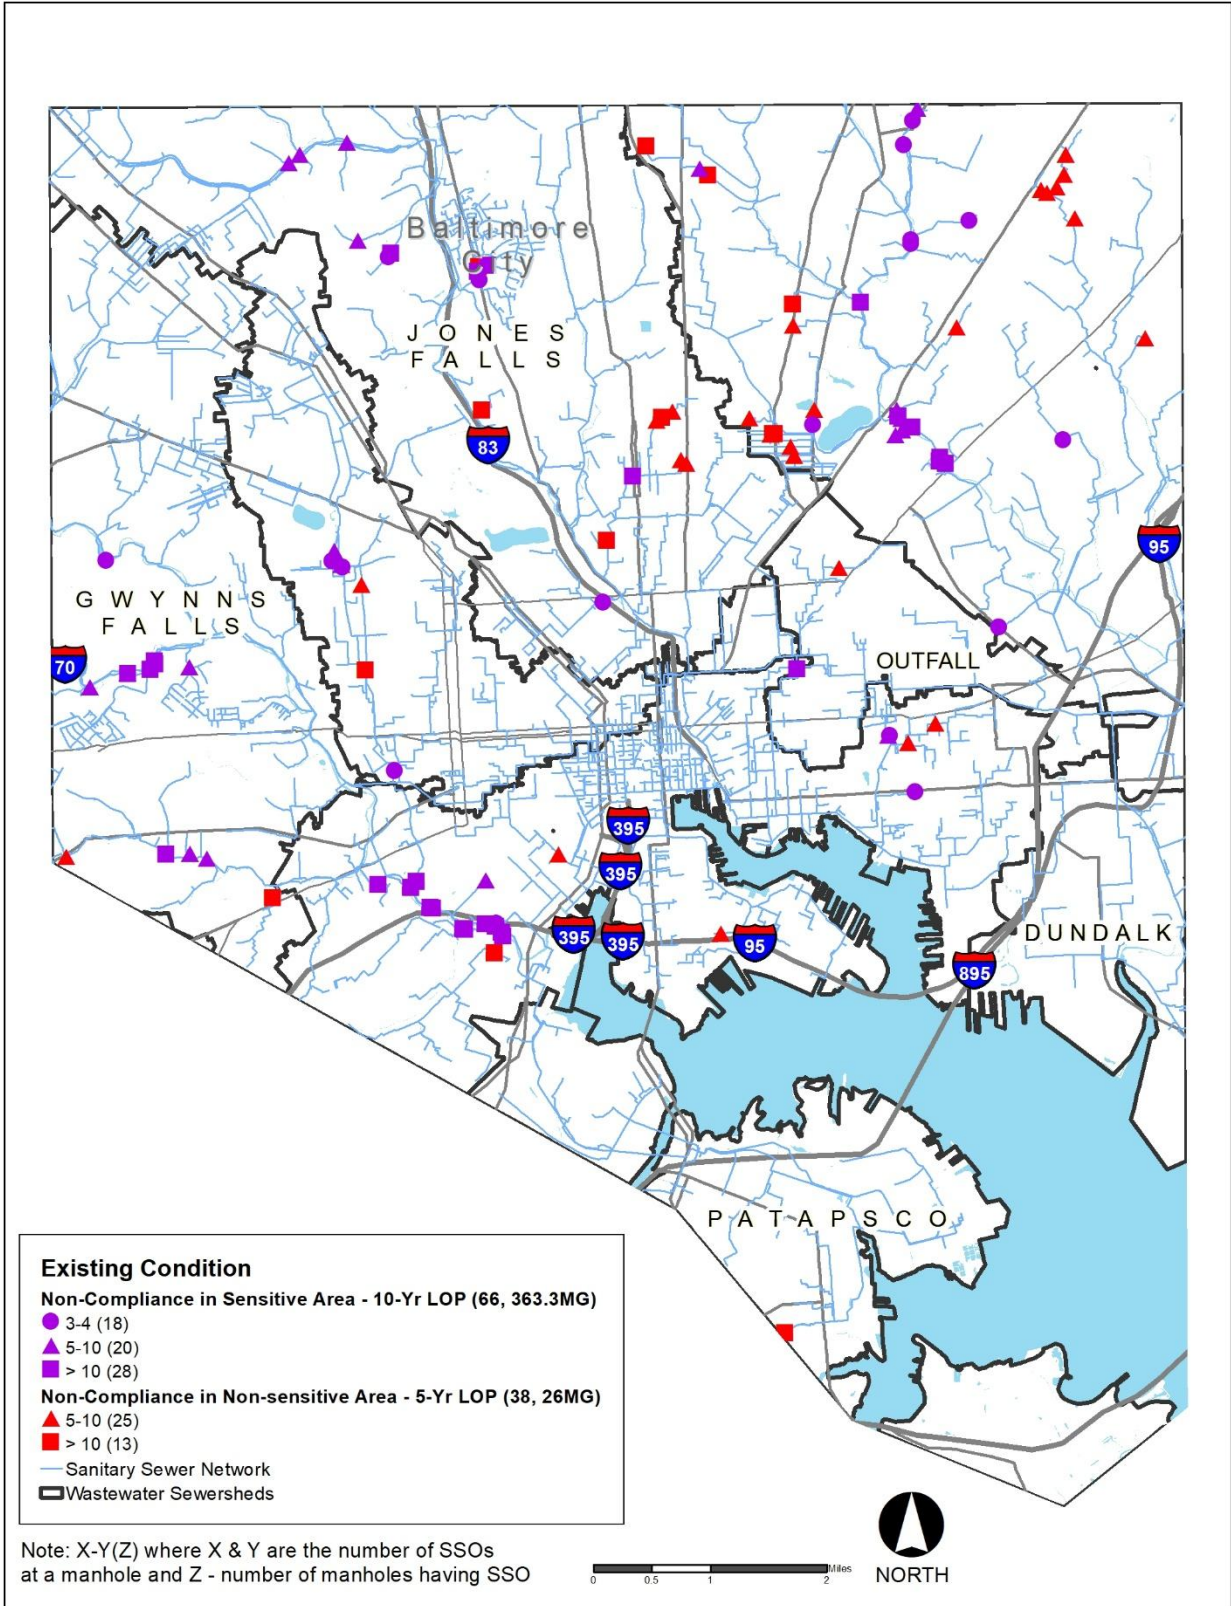 Baltimore
City
JONES
FALLS
83
95
GWYNNS
FALLS
70
OUTFALL
395
395
395
395
95
DUNDALK
895
PATAPSCO
Existing Condition
Non-Compliance in Sensitive Area - 10-Yr LOP (66, 363.3MG)
3-4 (18)
5-10 (20)
> 10 (28)
Non-Compliance in Non-sensitive Area - 5-Yr LOP (38, 26MG)
5-10 (25)
> 10 (13)
Sanitary Sewer Network
Wastewater Sewersheds
Note: X-Y(Z) where X & Y are the number of SSOs
at a manhole and Z - number of manholes having SSO
Miles
0 0.5 1 2
NORTH